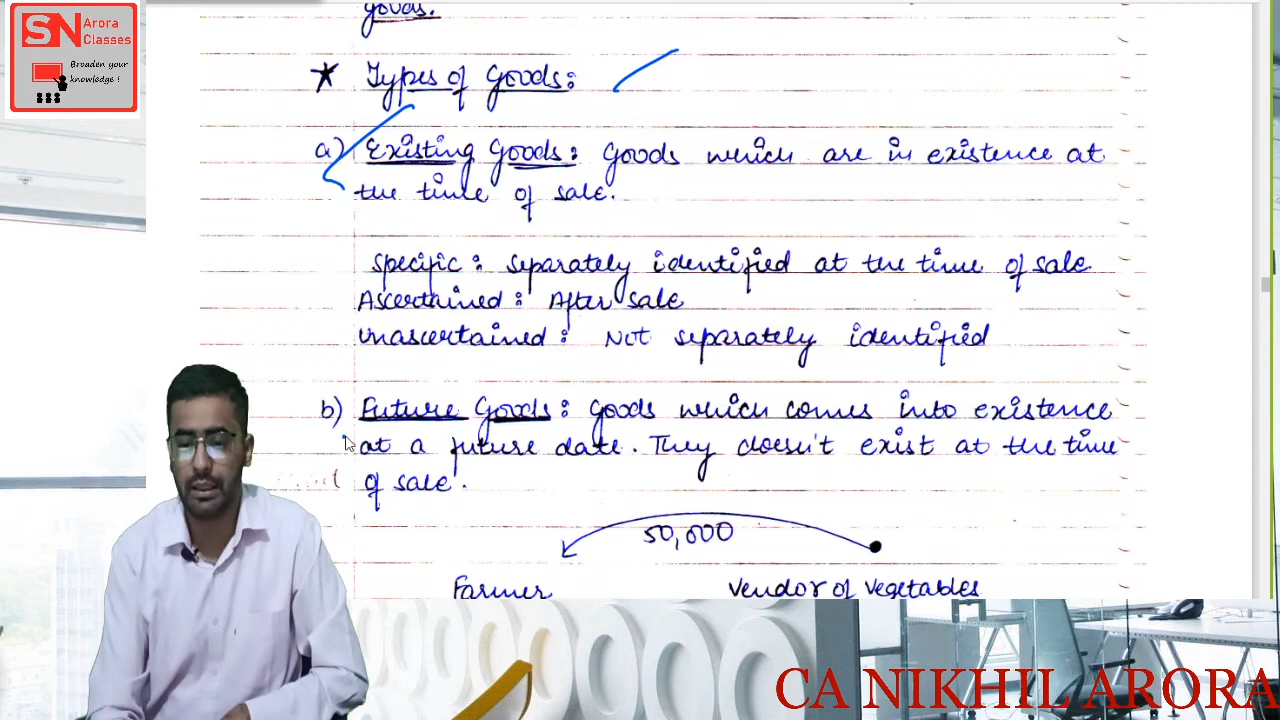 SN Arora
Classes
Broaden your
knowledge !
goods.
★ Types of Goods:
a) Existing Goods: Goods which are in existence at
the time of sale.
Specific: Separately identified at the time of sale
Ascertained: After sale
Unascertained: Not separately identified
b) Future Goods: Goods which comes into existence
at a future date. They doesn't exist at the time
of sale.
50,000
Farmer Vendor of Vegetables
CA NIKHIL ARORA